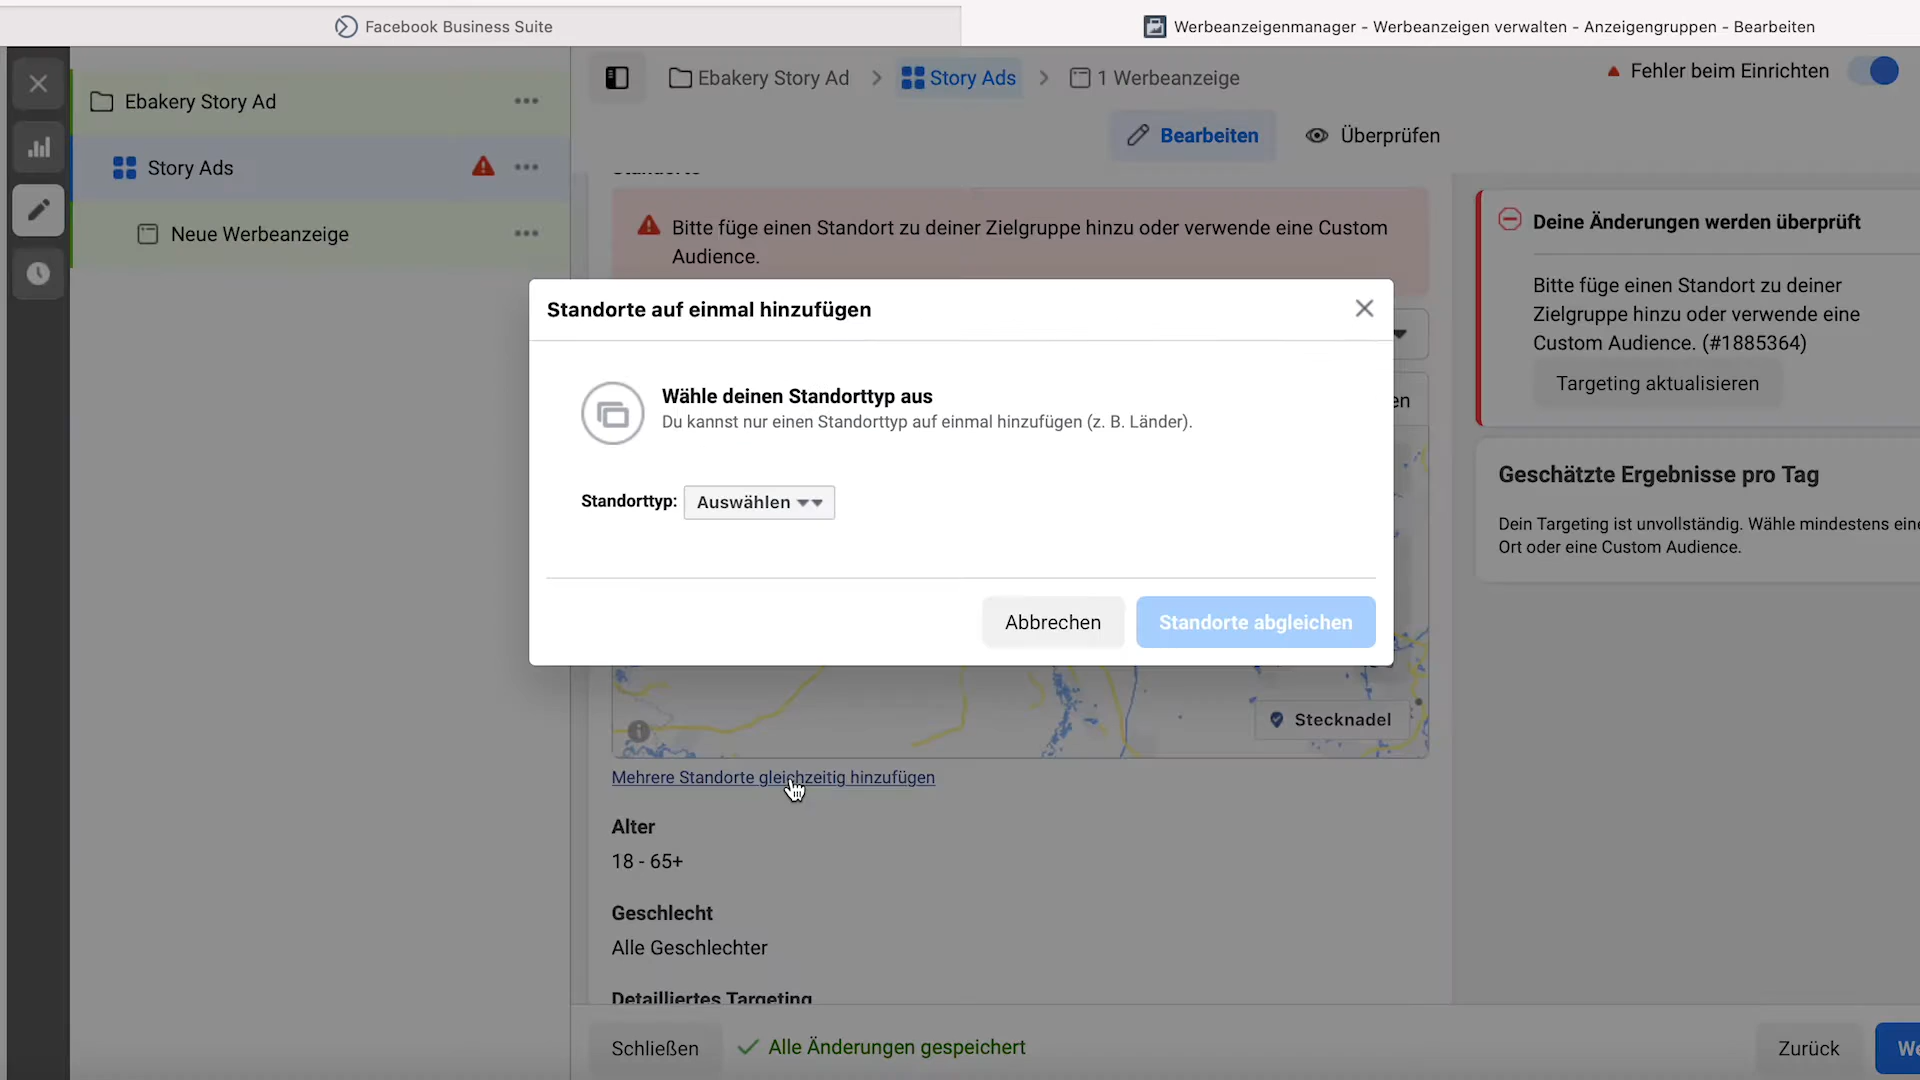 Facebook Business Suite
Werbeanzeigenmanager - Werbeanzeigen verwalten - Anzeigengruppen - Bearbeiten
Ebakery Story Ad
Story Ads
Neue Werbeanzeige
Ebakery Story Ad
Story Ads
1 Werbeanzeige
Fehler beim Einrichten
Bearbeiten
Überprüfen
Bitte füge einen Standort zu deiner Zielgruppe hinzu oder verwende eine Custom
Audience.
Standorte auf einmal hinzufügen
Wähle deinen Standorttyp aus
Du kannst nur einen Standorttyp auf einmal hinzufügen (z. B. Länder).
Standorttyp:
Auswählen
Abbrechen
Standorte abgleichen
Stecknadel
Mehrere Standorte gleichzeitig hinzufügen
Alter
18 - 65+
Geschlecht
Alle Geschlechter
Detailliertes Targeting
Deine Änderungen werden überprüft
Bitte füge einen Standort zu deiner
Zielgruppe hinzu oder verwende eine
Custom Audience. (#1885364)
Targeting aktualisieren
Geschätzte Ergebnisse pro Tag
Dein Targeting ist unvollständig. Wähle mindestens eine
Ort oder eine Custom Audience.
Schließen
Alle Änderungen gespeichert
Zurück
We